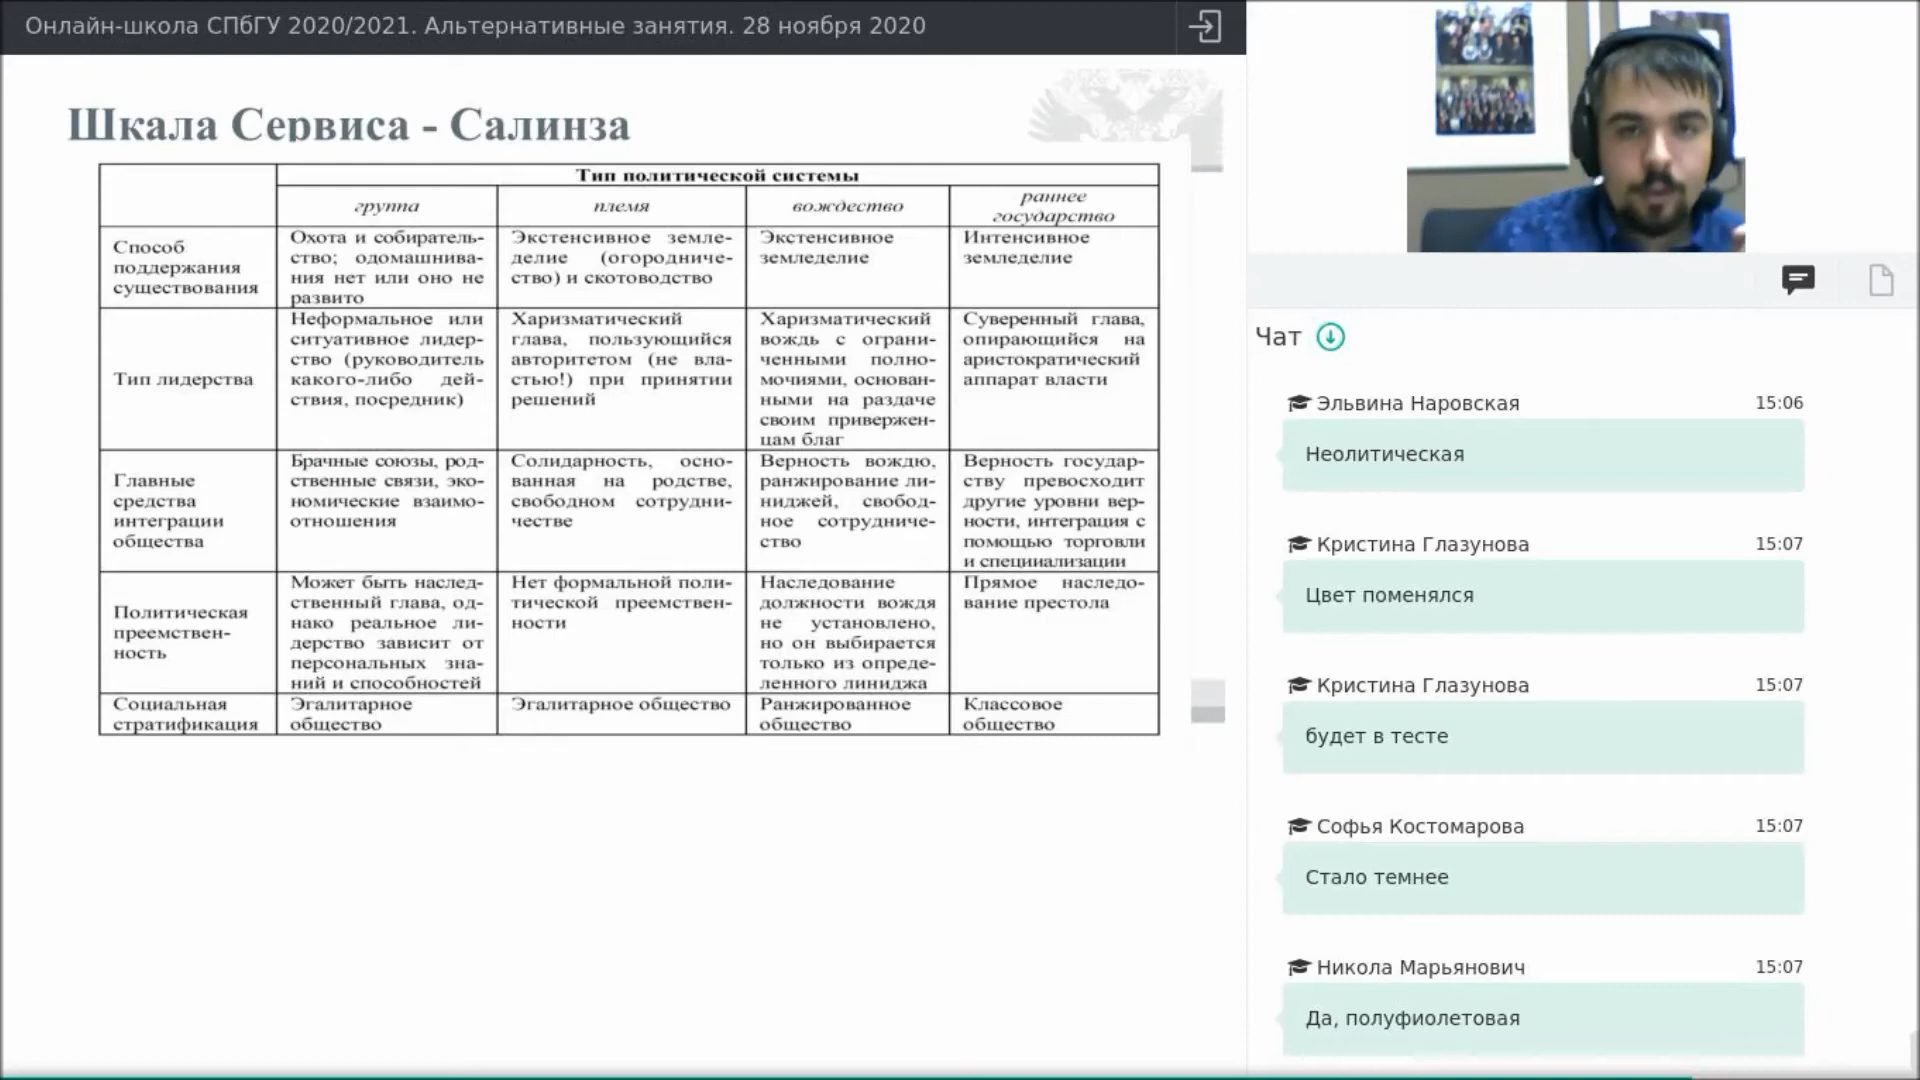 Онлайн-школа СПбГУ 2020/2021. Альтернативные занятия. 28 ноября 2020
Шкала Сервиса - Салинза
Тип политической системы
группа
племя
вождество
раннее
государство
Способ
поддержания
существования
Охота и собиратель-
ство; одомашнива-
ния нет или оно не
развито
Экстенсивное земле-
делие (огородниче-
ство) и скотоводство
Экстенсивное
земледелие
Интенсивное
земледелие
Тип лидерства
Неформальное или
ситуативное лидер-
ство (руководитель
какого-либо дей-
ствия, посредник)
Харизматический
глава, пользующийся
авторитетом (не вла-
стью!) при принятии
решений
Харизматический
вождь с ограни-
ченными полно-
мочиями, основан-
ными на раздаче
своим привержен-
цам благ
Суверенный глава,
опирающийся на
аристократический
аппарат власти
Главные
средства
интеграции
общества
Брачные союзы, род-
ственные связи, эко-
номические взаимо-
отношения
Солидарность, осно-
ванная на родстве,
свободном сотрудни-
честве
Верность вождю,
ранжирование ли-
ниджей, свобод-
ное сотрудниче-
ство
Верность государ-
ству превосходит
другие уровни вер-
ности, интеграция с
помощью торговли
и специиализации
Политическая
преемствен-
ность
Может быть наслед-
ственный глава, од-
нако реальное ли-
дерство зависит от
персональных зна-
ний и способностей
Нет формальной поли-
тической преемствен-
ности
Наследование
должности вождя
не установлено,
но он выбирается
только из опреде-
ленного линиджа
Прямое наследо-
вание престола
Социальная
стратификация
Эгалитарное
общество
Эгалитарное общество
Ранжированное
общество
Классовое
общество
Чат
Эльвина Наровская 15:06
Неолитическая
Кристина Глазунова 15:07
Цвет поменялся
Кристина Глазунова 15:07
будет в тесте
Софья Костомарова 15:07
Стало темнее
Никола Марьянович 15:07
Да, полуфиолетовая